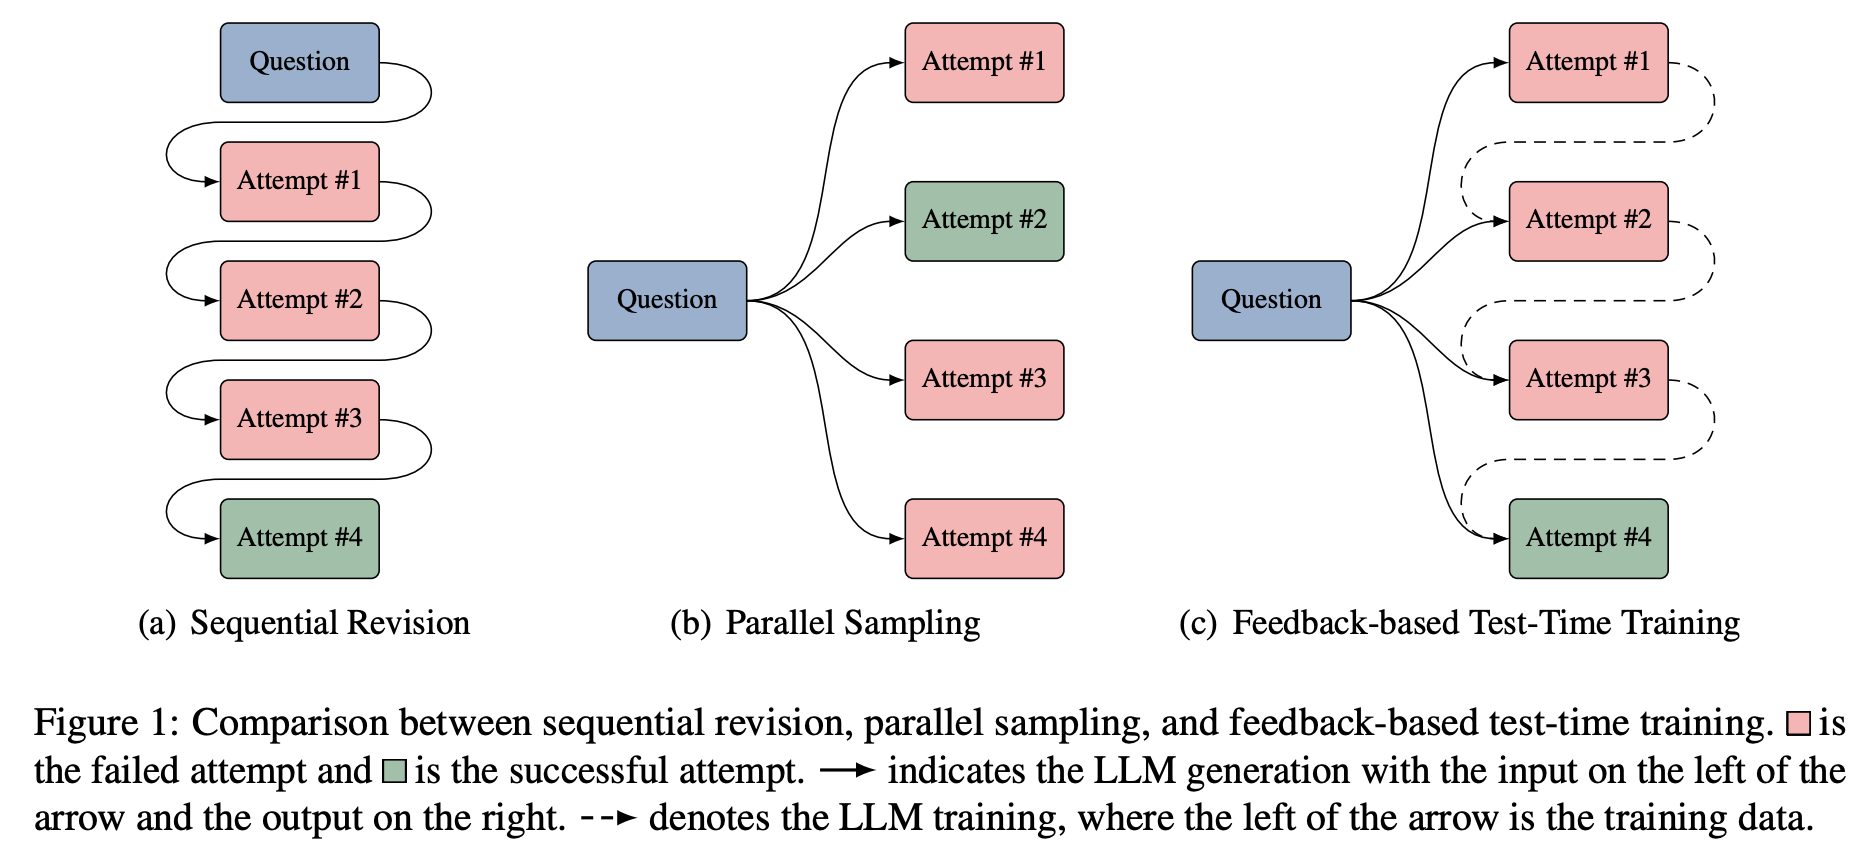 Question
Attempt #1
Attempt #2
Attempt #3
Attempt #4
(a) Sequential Revision
Question
Attempt #1
Attempt #2
Attempt #3
Attempt #4
(b) Parallel Sampling
Question
Attempt #1
Attempt #2
Attempt #3
Attempt #4
(c) Feedback-based Test-Time Training
Figure 1: Comparison between sequential revision, parallel sampling, and feedback-based test-time training. is
the failed attempt and is the successful attempt. → indicates the LLM generation with the input on the left of the
arrow and the output on the right. --► denotes the LLM training, where the left of the arrow is the training data.